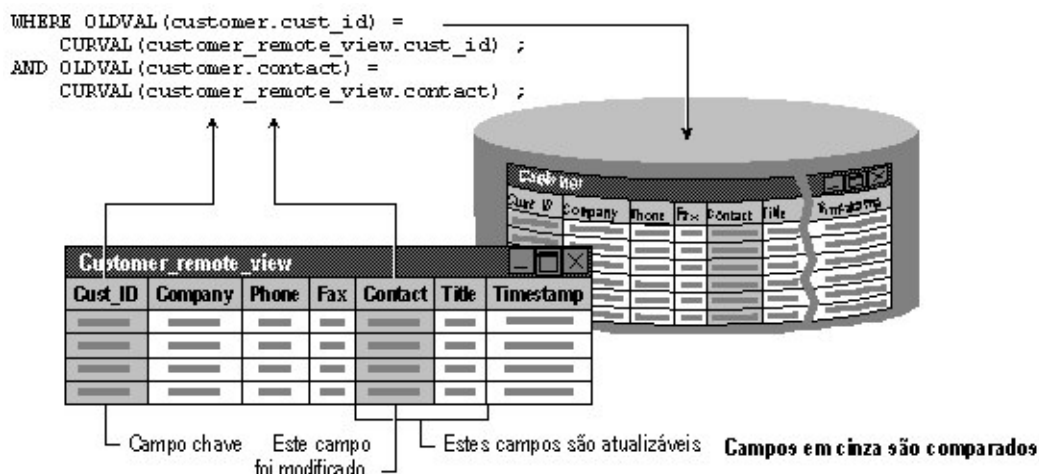 WHERE OLDVAL(customer.cust_id) =
CURVAL(customer_remote_view.cust_id) ;
AND OLDVAL(customer.contact) =
CURVAL(customer_remote_view.contact) ;
Cust ID Company Phone Fax Contact Title Timestamp
Customer_remote_view
Cust_ID Company Phone Fax Contact Title Timestamp
Campo chave
Este campo
foi modificado
Estes campos são atualizáveis
Campos em cinza são comparados